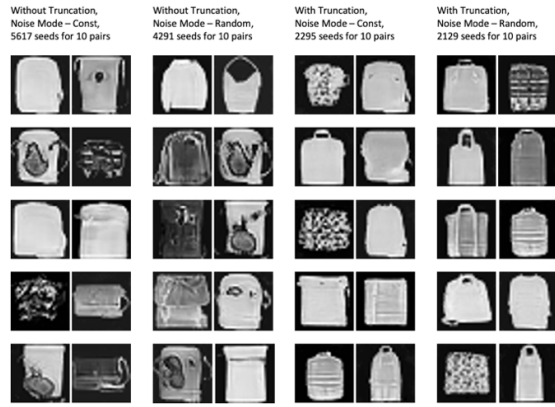 Without Truncation,
Noise Mode – Const,
5617 seeds for 10 pairs
Without Truncation,
Noise Mode – Random,
4291 seeds for 10 pairs
With Truncation,
Noise Mode – Const,
2295 seeds for 10 pairs
With Truncation,
Noise Mode – Random,
2129 seeds for 10 pairs